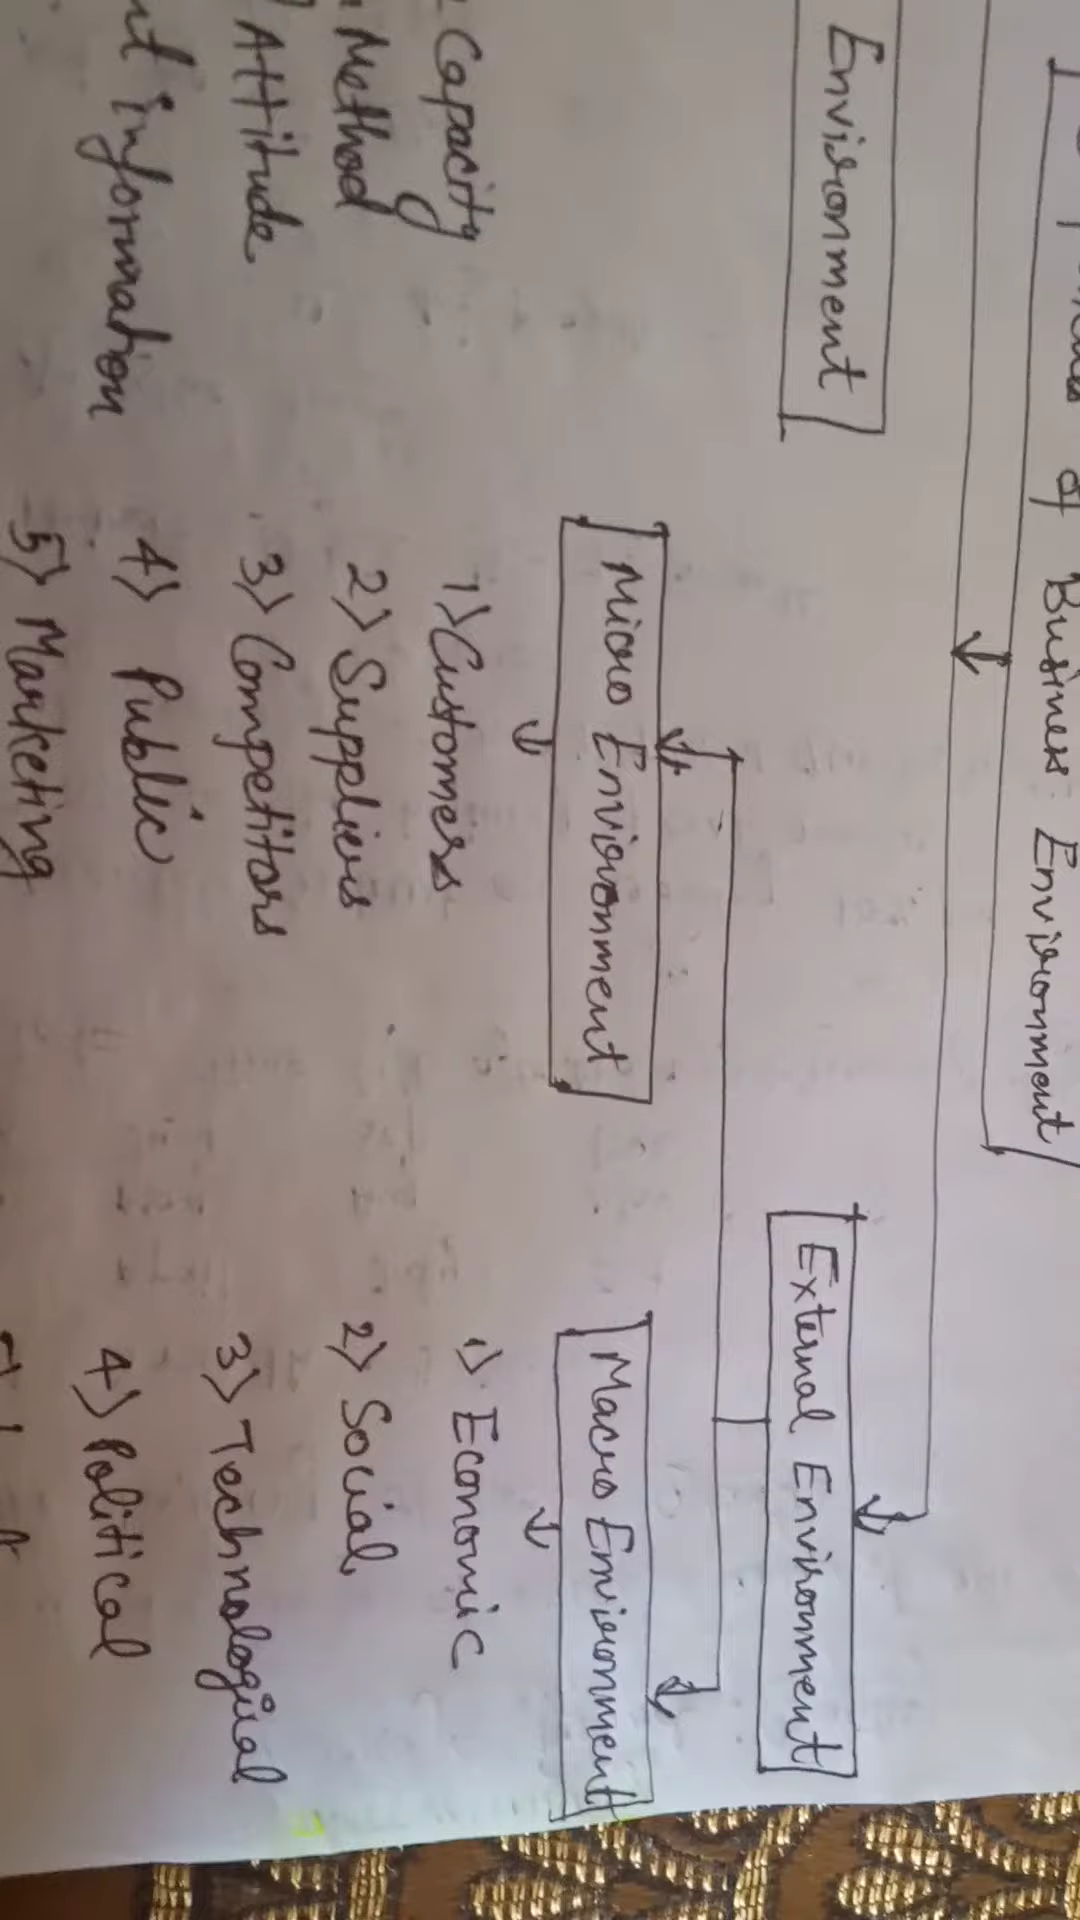 of Business Environment
Environment
External Environment
Micro Environment
Macro Environment
Capacity
Method
Attitude
information
1) Customers
2) Suppliers
3) Competitors
4) Public
5) Marketing
1) Economic
2) Social
3) Technological
4) Political